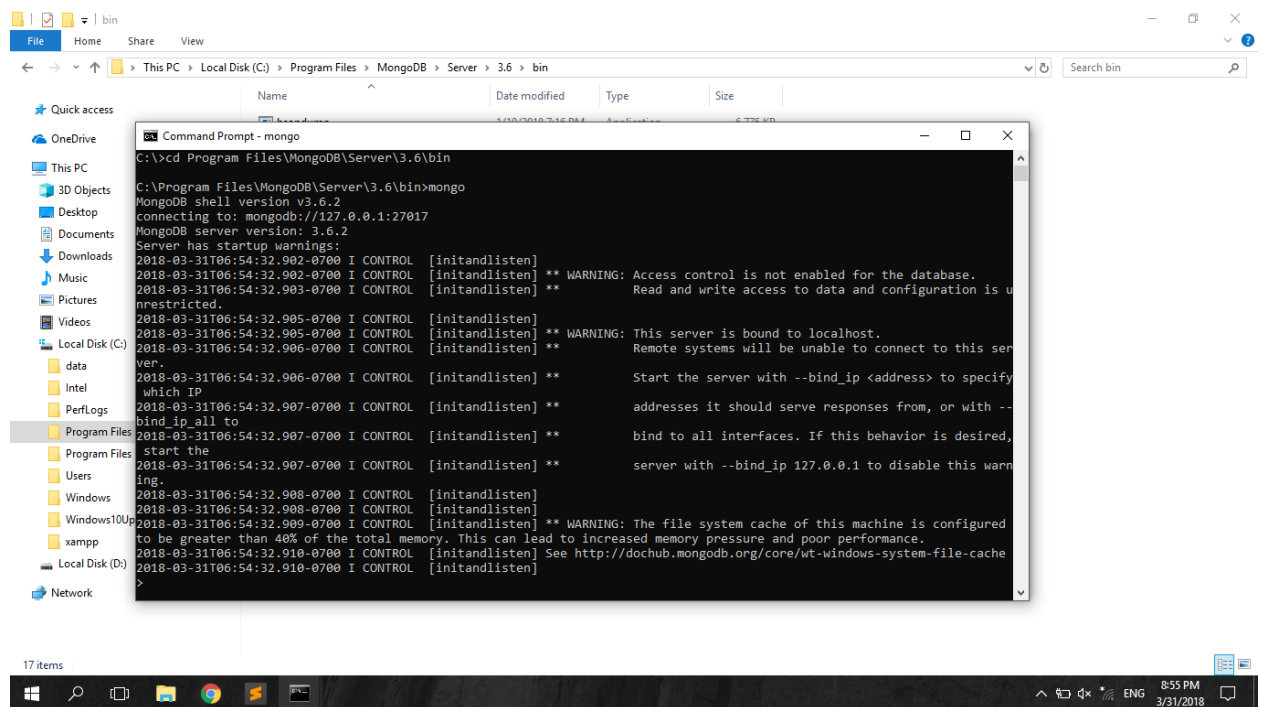 bin
File Home Share View
This PC › Local Disk (C:) › Program Files › MongoDB › Server › 3.6 › bin
Search bin
Name Date modified Type Size
Quick access
OneDrive
This PC
3D Objects
Desktop
Documents
Downloads
Music
Pictures
Videos
Local Disk (C:)
data
Intel
PerfLogs
Program Files
Program Files
Users
Windows
Windows10Up
xampp
Local Disk (D:)
Network
bsondump 1/10/2018 7:16 PM Application 6,775 KB
Command Prompt - mongo
C:\>cd Program Files\MongoDB\Server\3.6\bin
C:\Program Files\MongoDB\Server\3.6\bin>mongo
MongoDB shell version v3.6.2
connecting to: mongodb://127.0.0.1:27017
MongoDB server version: 3.6.2
Server has startup warnings:
2018-03-31T06:54:32.902-0700 I CONTROL  [initandlisten]
2018-03-31T06:54:32.902-0700 I CONTROL  [initandlisten] ** WARNING: Access control is not enabled for the database.
2018-03-31T06:54:32.903-0700 I CONTROL  [initandlisten] **          Read and write access to data and configuration is u
nrestricted.
2018-03-31T06:54:32.905-0700 I CONTROL  [initandlisten]
2018-03-31T06:54:32.905-0700 I CONTROL  [initandlisten] ** WARNING: This server is bound to localhost.
2018-03-31T06:54:32.906-0700 I CONTROL  [initandlisten] **          Remote systems will be unable to connect to this ser
ver.
2018-03-31T06:54:32.906-0700 I CONTROL  [initandlisten] **          Start the server with --bind_ip <address> to specify
 which IP
2018-03-31T06:54:32.907-0700 I CONTROL  [initandlisten] **          addresses it should serve responses from, or with --
bind_ip_all to
2018-03-31T06:54:32.907-0700 I CONTROL  [initandlisten] **          bind to all interfaces. If this behavior is desired,
 start the
2018-03-31T06:54:32.907-0700 I CONTROL  [initandlisten] **          server with --bind_ip 127.0.0.1 to disable this warn
ing.
2018-03-31T06:54:32.908-0700 I CONTROL  [initandlisten]
2018-03-31T06:54:32.908-0700 I CONTROL  [initandlisten]
2018-03-31T06:54:32.909-0700 I CONTROL  [initandlisten] ** WARNING: The file system cache of this machine is configured
to be greater than 40% of the total memory. This can lead to increased memory pressure and poor performance.
2018-03-31T06:54:32.910-0700 I CONTROL  [initandlisten] See http://dochub.mongodb.org/core/wt-windows-system-file-cache
2018-03-31T06:54:32.910-0700 I CONTROL  [initandlisten]
>
17 items
ENG
8:55 PM
3/31/2018